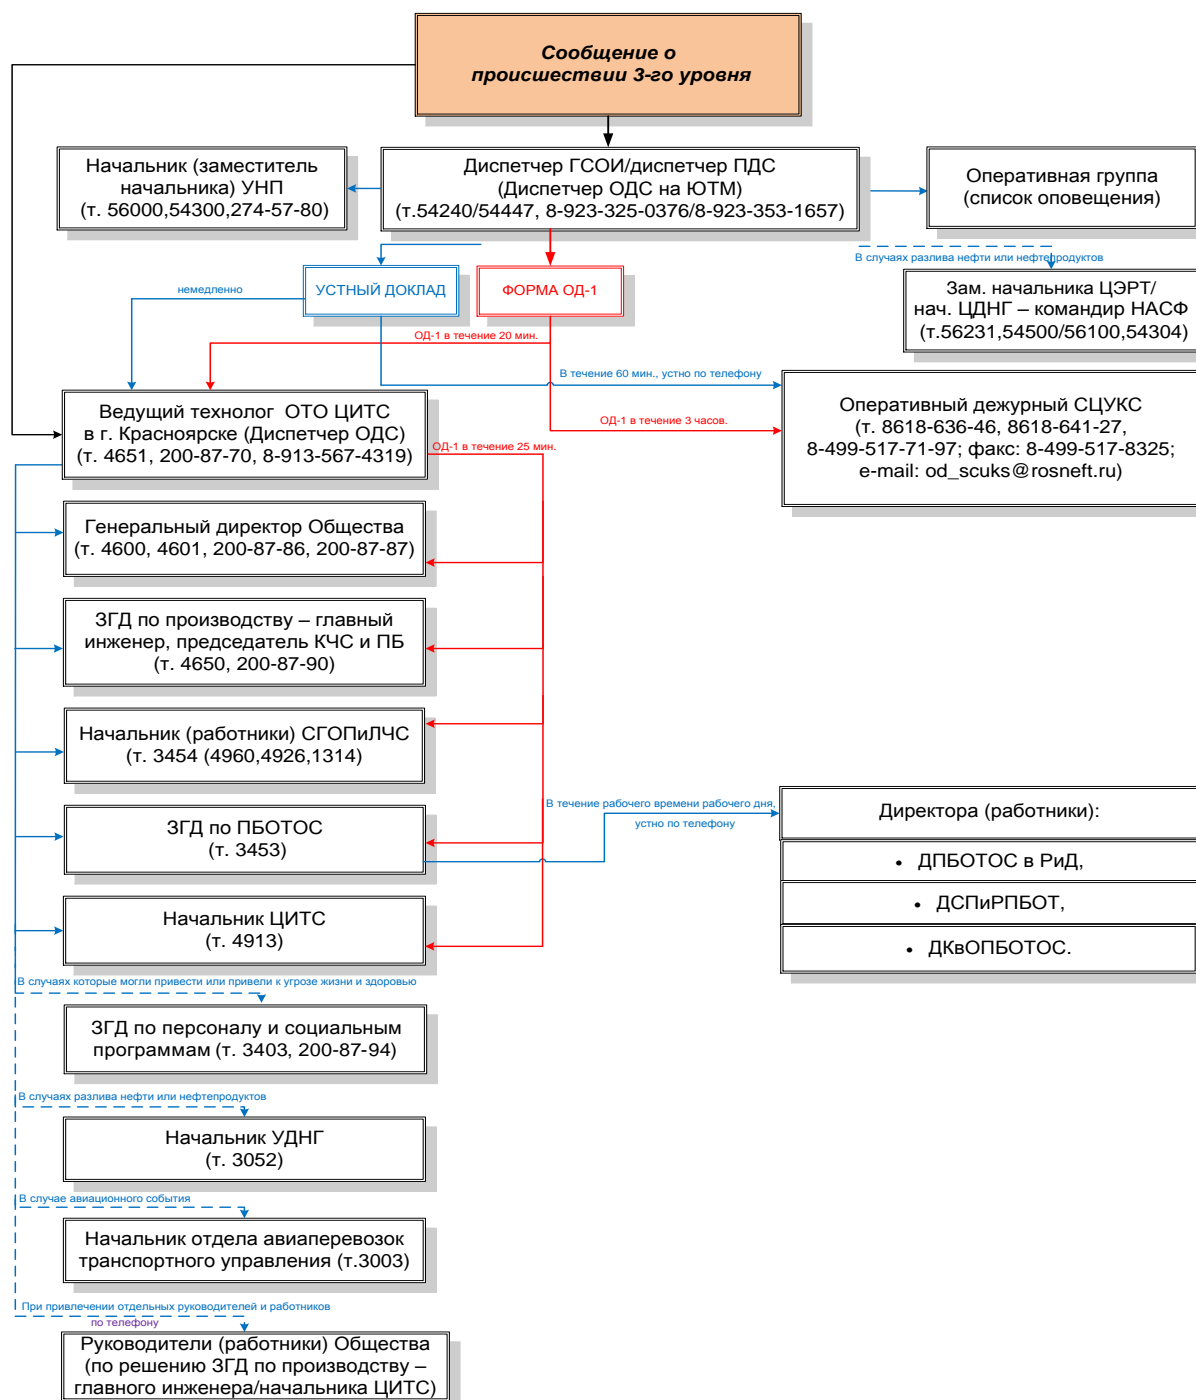 Сообщение о
происшествии 3-го уровня
Начальник (заместитель
начальника) УНП
(т. 56000,54300,274-57-80)
Диспетчер ГСОИ/диспетчер ПДС
(Диспетчер ОДС на ЮТМ)
(т.54240/54447, 8-923-325-0376/8-923-353-1657)
Оперативная группа
(список оповещения)
В случаях разлива нефти или нефтепродуктов
немедленно
УСТНЫЙ ДОКЛАД
ФОРМА ОД-1
Зам. начальника ЦЭРТ/
нач. ЦДНГ – командир НАСФ
(т.56231,54500/56100,54304)
ОД-1 в течение 20 мин.
В течение 60 мин., устно по телефону
Ведущий технолог ОТО ЦИТС
в г. Красноярске (Диспетчер ОДС)
(т. 4651, 200-87-70, 8-913-567-4319)
ОД-1 в течение 3 часов.
ОД-1 в течение 25 мин.
Оперативный дежурный СЦУКС
(т. 8618-636-46, 8618-641-27,
8-499-517-71-97; факс: 8-499-517-8325;
e-mail: od_scuks@rosneft.ru)
Генеральный директор Общества
(т. 4600, 4601, 200-87-86, 200-87-87)
ЗГД по производству – главный
инженер, председатель КЧС и ПБ
(т. 4650, 200-87-90)
Начальник (работники) СГОПиЛЧС
(т. 3454 (4960,4926,1314)
ЗГД по ПБОТОС
(т. 3453)
В течение рабочего времени рабочего дня,
устно по телефону
Директора (работники):
• ДПБОТОС в РиД,
• ДСПиРПБОТ,
• ДКвОПБОТОС.
Начальник ЦИТС
(т. 4913)
В случаях которые могли привести или привели к угрозе жизни и здоровью
ЗГД по персоналу и социальным
программам (т. 3403, 200-87-94)
В случаях разлива нефти или нефтепродуктов
Начальник УДНГ
(т. 3052)
В случае авиационного события
Начальник отдела авиаперевозок
транспортного управления (т.3003)
При привлечении отдельных руководителей и работников
по телефону
Руководители (работники) Общества
(по решению ЗГД по производству –
главного инженера/начальника ЦИТС)